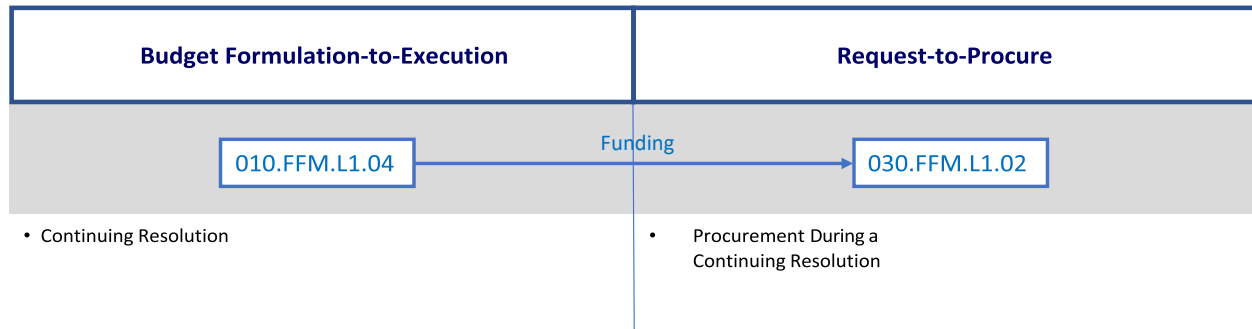 Budget Formulation-to-Execution
Request-to-Procure
Funding
010.FFM.L1.04
030.FFM.L1.02
• Continuing Resolution
• Procurement During a
Continuing Resolution